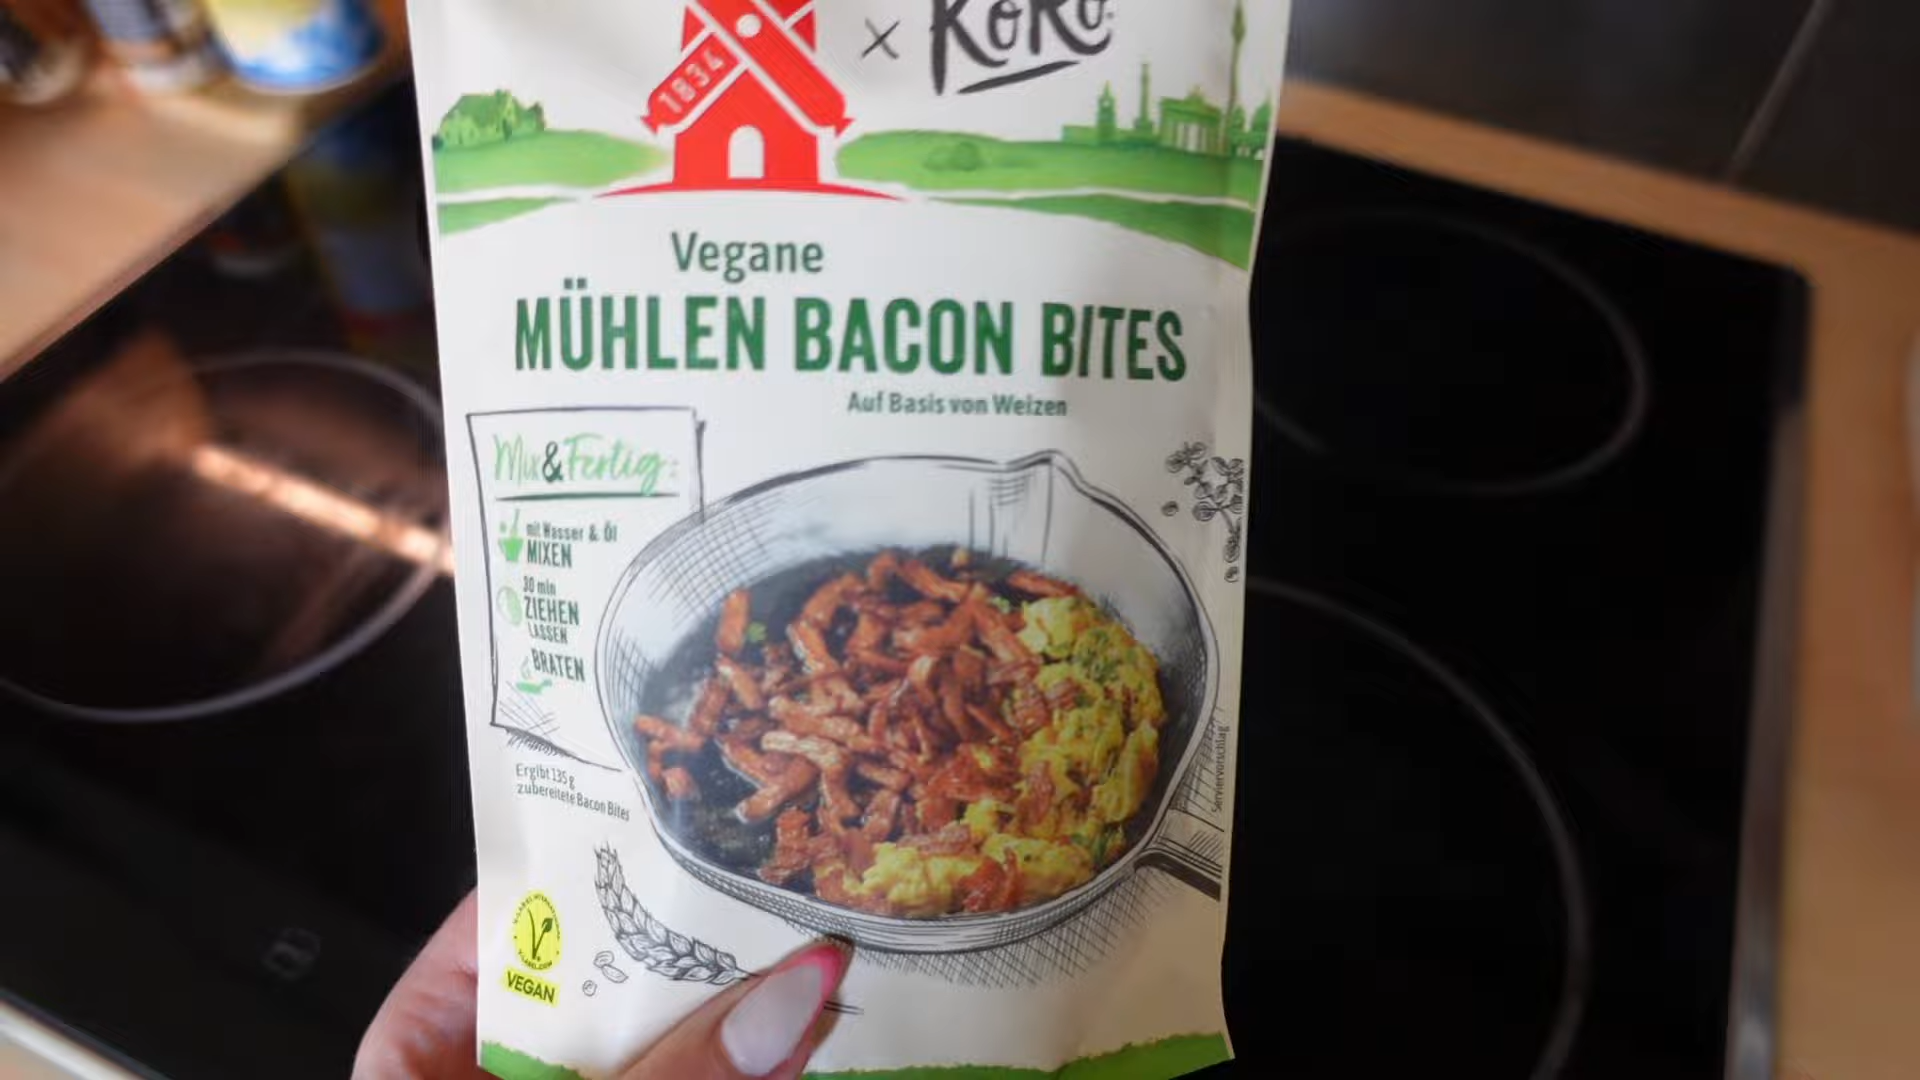 1834
x KoRo
Vegane
MÜHLEN BACON BITES
Auf Basis von Weizen
Mix&Fertig:
mit Wasser & Öl
MIXEN
30 min
ZIEHEN
LASSEN
BRATEN
Ergibt 135 g
zubereitete Bacon Bites
Serviervorschlag
VEGAN